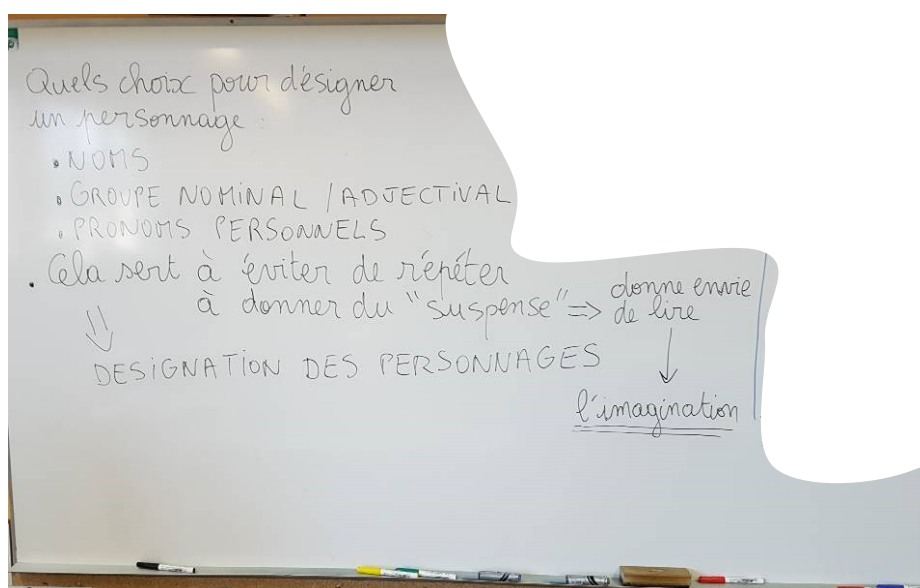 Quels choix pour désigner
un personnage :
• NOMS
• GROUPE NOMINAL / ADJECTIVAL
• PRONOMS PERSONNELS
• Cela sert à éviter de répéter
à donner du "suspense" => donne envie
de lire
DESIGNATION DES PERSONNAGES
l'imagination